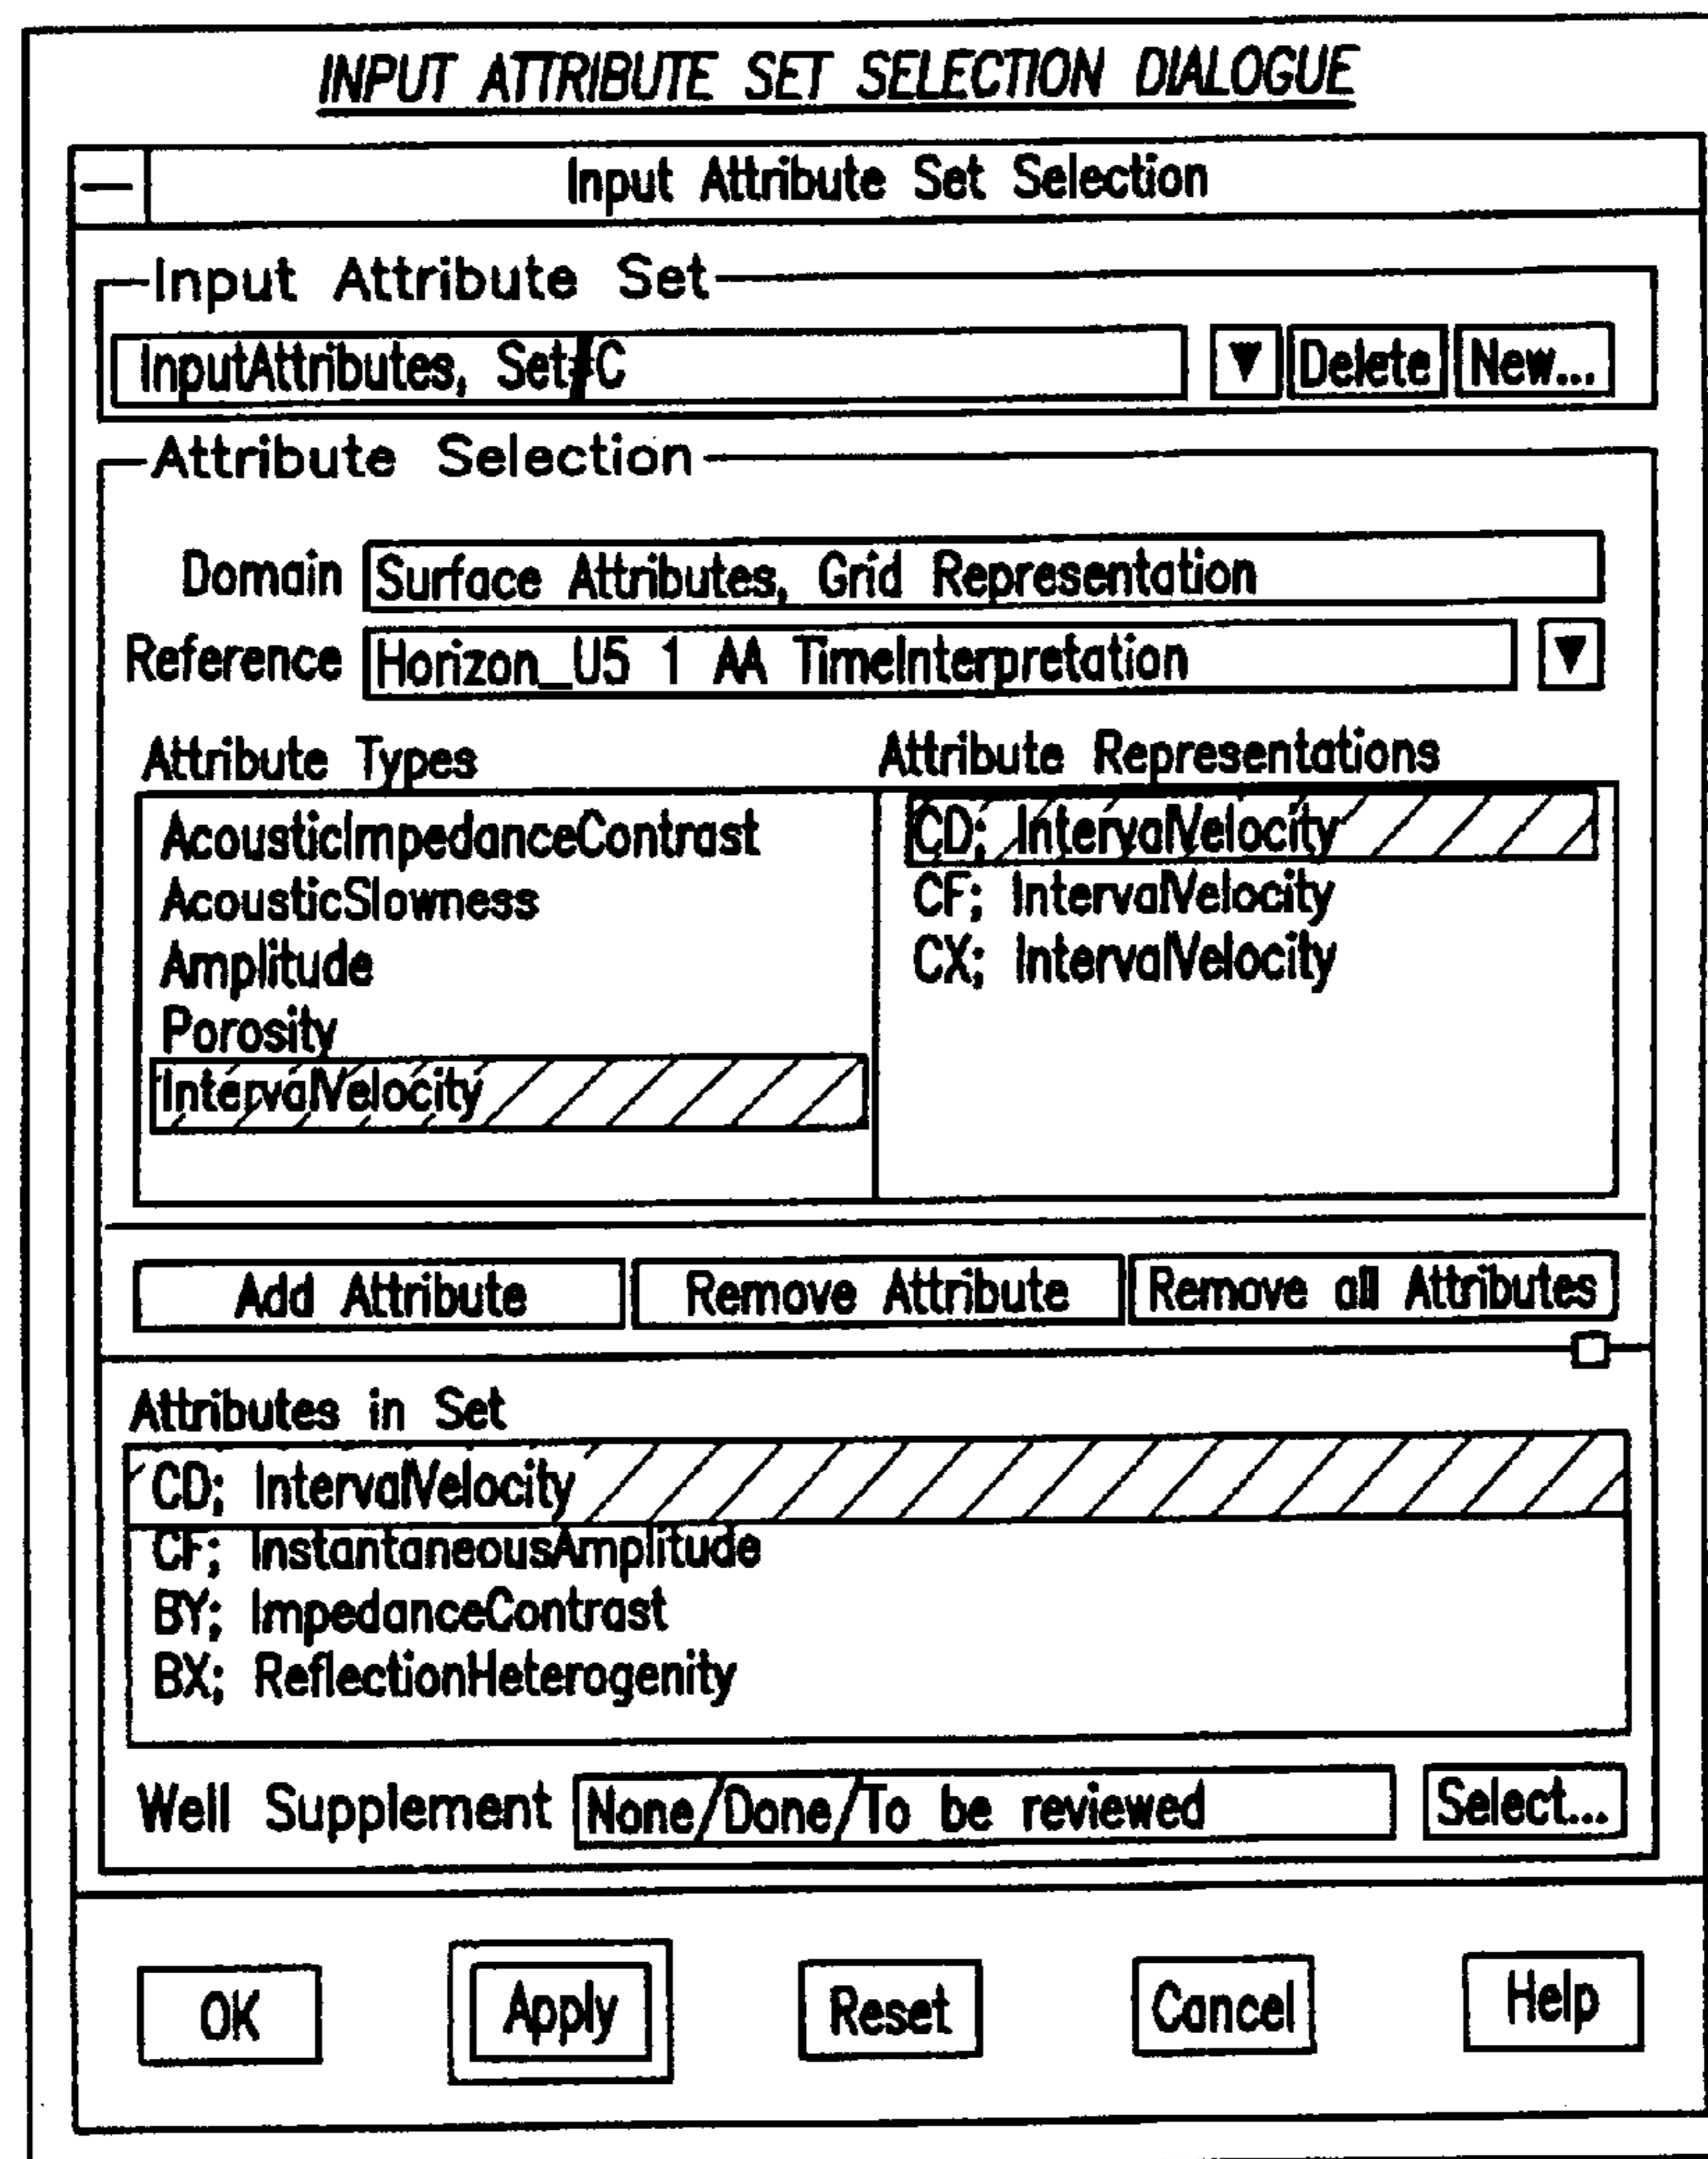 INPUT ATTRIBUTE SET SELECTION DIALOGUE
Input Attribute Set Selection
Input Attribute Set
InputAttributes, Set#C ▼ Delete New...
Attribute Selection
Domain Surface Attributes, Grid Representation
Reference Horizon_U5 1 AA TimeInterpretation ▼
Attribute Types Attribute Representations
AcousticImpedanceContrast CD; IntervalVelocity
AcousticSlowness CF; IntervalVelocity
Amplitude CX; IntervalVelocity
Porosity
IntervalVelocity
Add Attribute Remove Attribute Remove all Attributes
Attributes in Set
CD; IntervalVelocity
CF; InstantaneousAmplitude
BY; ImpedanceContrast
BX; ReflectionHeterogenity
Well Supplement None/Done/To be reviewed Select...
OK Apply Reset Cancel Help